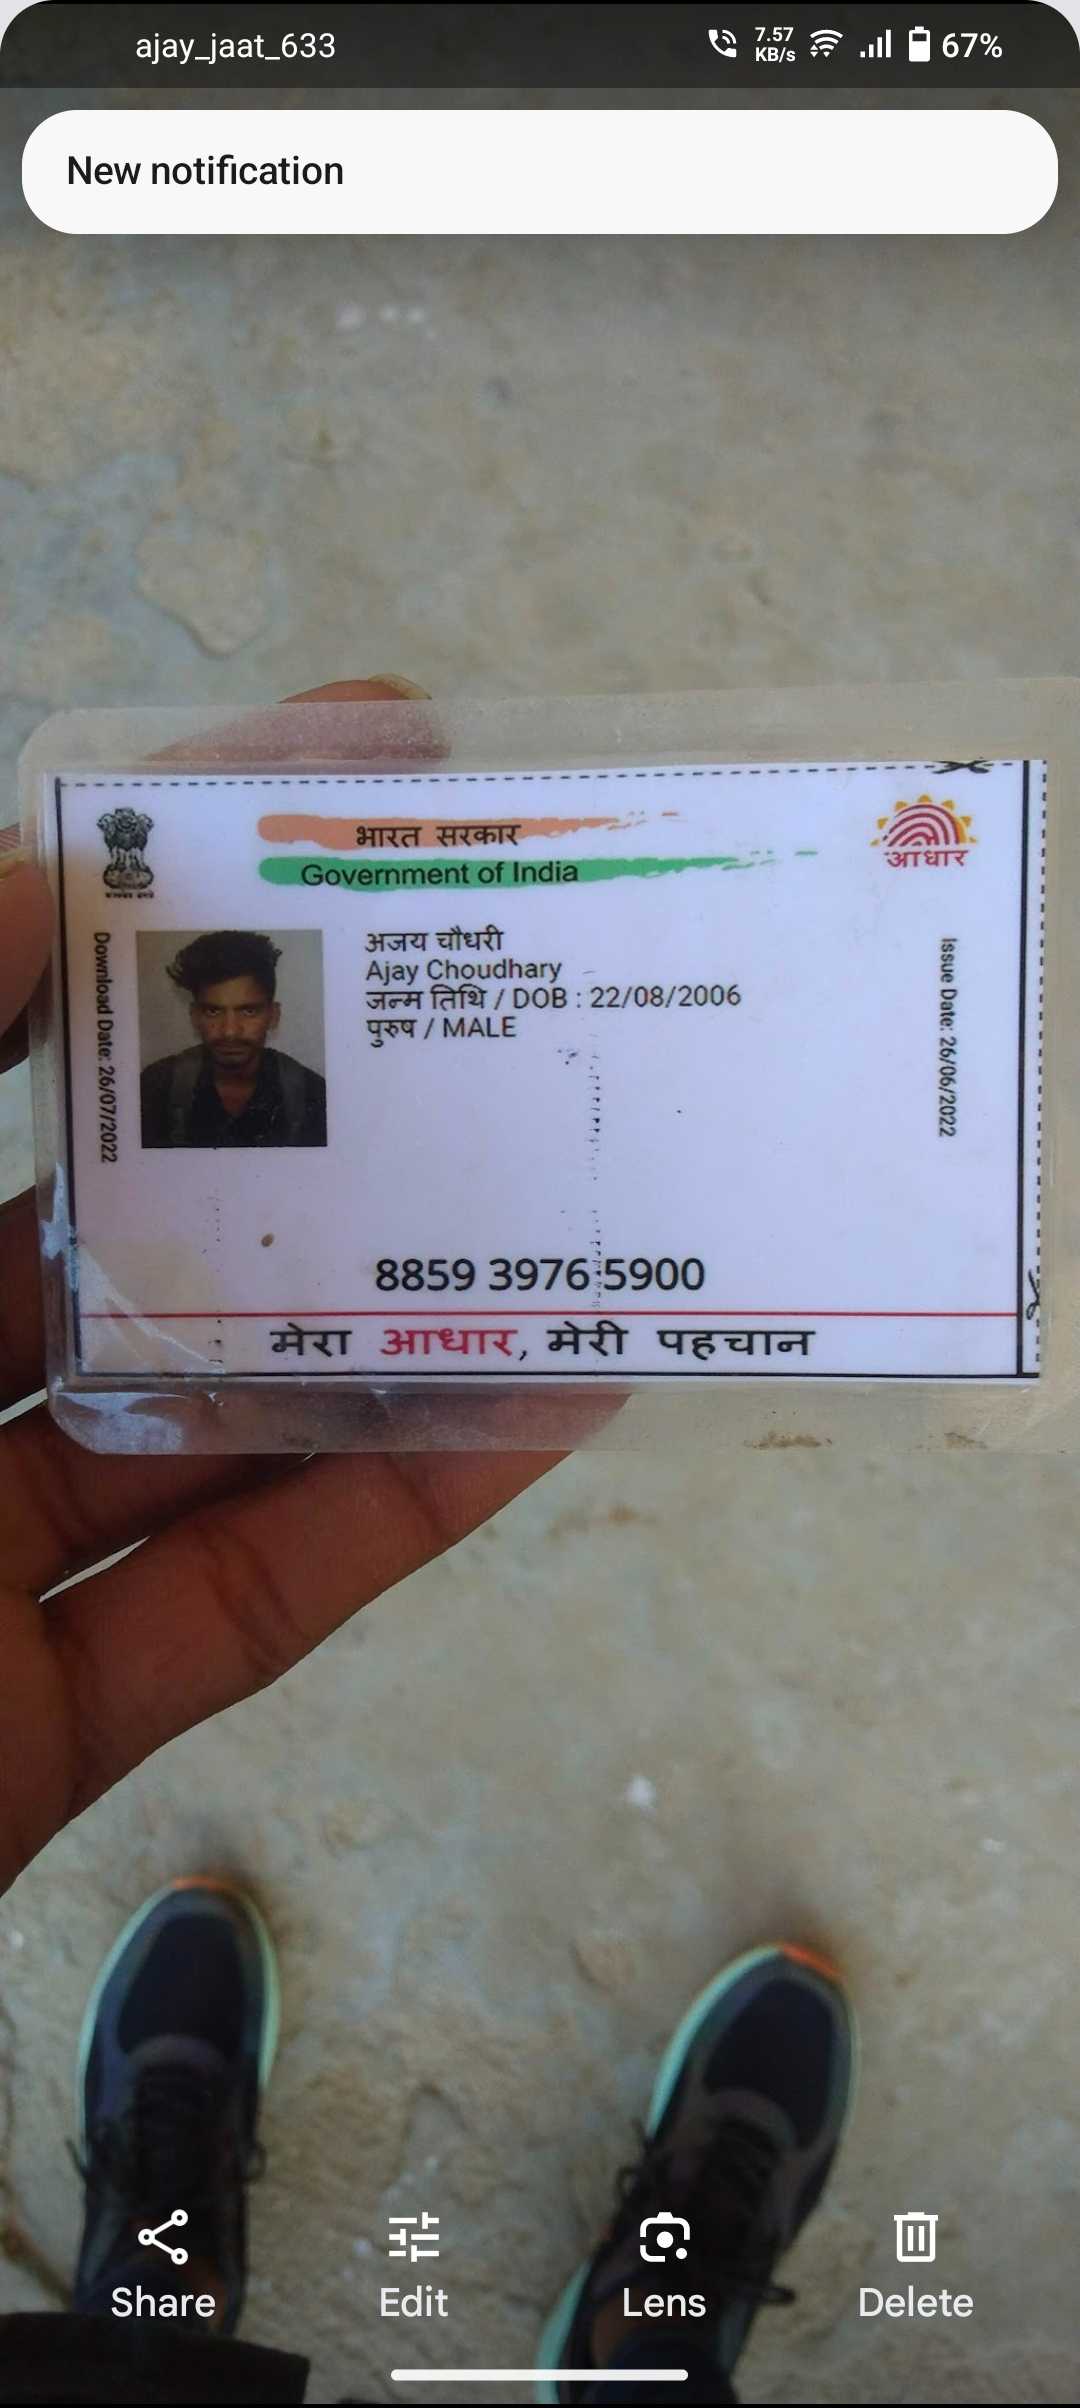 ajay_jaat_633
7.57 KB/s
67%
New notification
भारत सरकार
Government of India
आधार
Download Date: 26/07/2022
अजय चौधरी
Ajay Choudhary
जन्म तिथि / DOB : 22/08/2006
पुरुष / MALE
Issue Date: 26/06/2022
8859 3976 5900
मेरा आधार, मेरी पहचान
Share
Edit
Lens
Delete